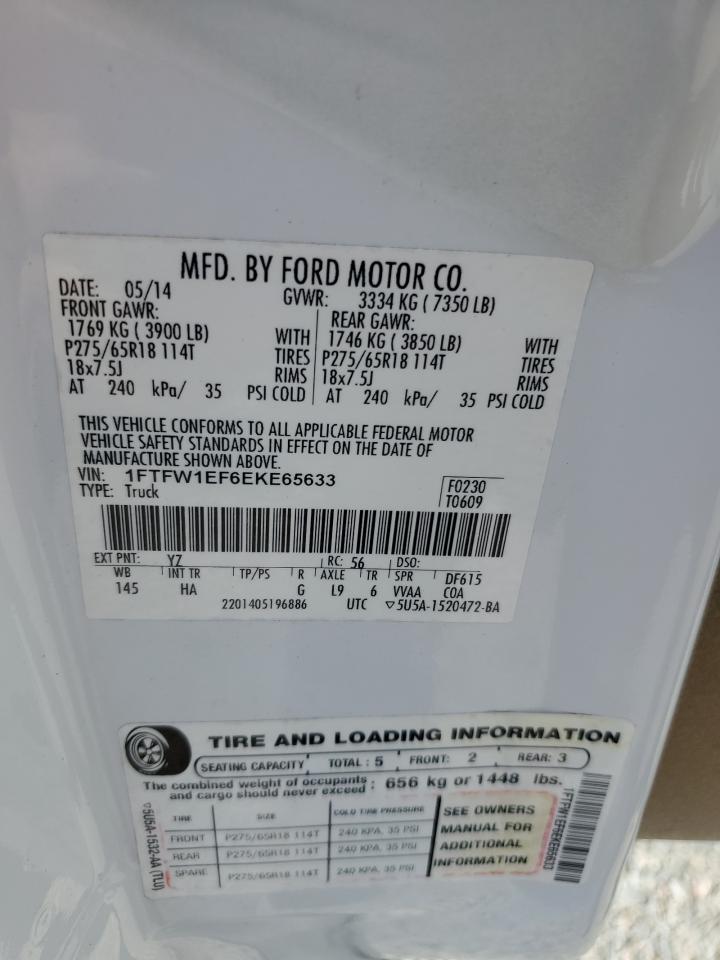 MFD. BY FORD MOTOR CO.
DATE: 05/14 GVWR: 3334 KG ( 7350 LB)
FRONT GAWR: REAR GAWR:
1769 KG ( 3900 LB) WITH 1746 KG ( 3850 LB) WITH
P275/65R18 114T TIRES P275/65R18 114T TIRES
18x7.5J RIMS 18x7.5J RIMS
AT 240 kPa/ 35 PSI COLD AT 240 kPa/ 35 PSI COLD
THIS VEHICLE CONFORMS TO ALL APPLICABLE FEDERAL MOTOR
VEHICLE SAFETY STANDARDS IN EFFECT ON THE DATE OF
MANUFACTURE SHOWN ABOVE.
VIN: 1FTFW1EF6EKE65633 F0230
TYPE: Truck T0609
EXT PNT: YZ RC: 56 DSO:
WB INT TR TP/PS R AXLE TR SPR DF615
145 HA G L9 6 VVAA COA
2201405196886 UTC ▽5U5A-1520472-BA
TIRE AND LOADING INFORMATION
SEATING CAPACITY TOTAL : 5 FRONT: 2 REAR: 3
The combined weight of occupants : 656 kg or 1448 lbs.
and cargo should never exceed
TIRE SIZE COLD TIRE PRESSURE
FRONT P275/65R18 114T 240 KPA, 35 PSI
REAR P275/65R18 114T 240 KPA, 35 PSI
SPARE P275/65R18 114T 240 KPA, 35 PSI
SEE OWNERS
MANUAL FOR
ADDITIONAL
INFORMATION
▽5U5A-1532-AA (TLU)
1FTFW1EF6EKE65633